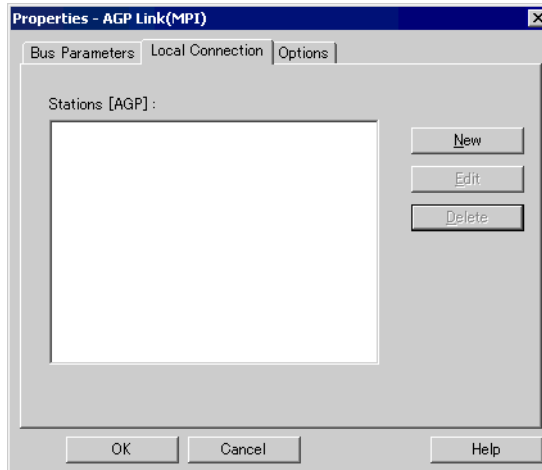 Properties - AGP Link(MPI)
Bus Parameters Local Connection Options
Stations [AGP] :
New
Edit
Delete
OK Cancel Help